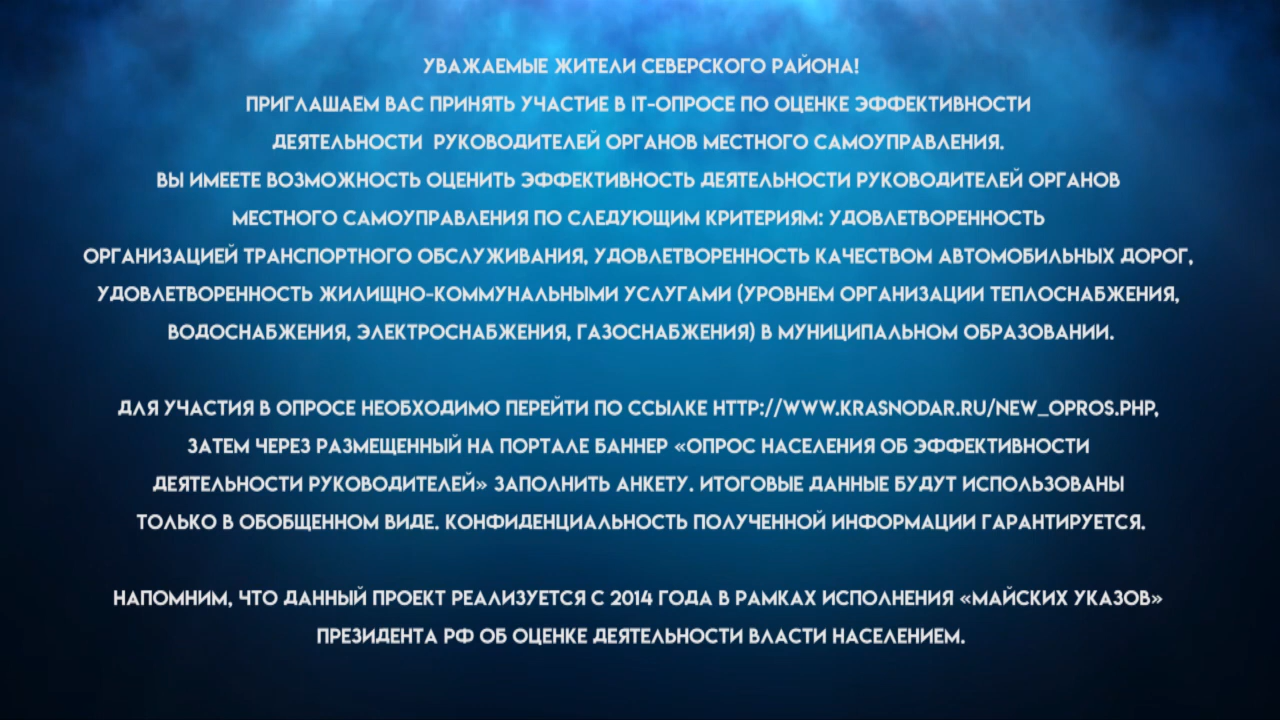 УВАЖАЕМЫЕ ЖИТЕЛИ СЕВЕРСКОГО РАЙОНА!
ПРИГЛАШАЕМ ВАС ПРИНЯТЬ УЧАСТИЕ В IT-ОПРОСЕ ПО ОЦЕНКЕ ЭФФЕКТИВНОСТИ
ДЕЯТЕЛЬНОСТИ РУКОВОДИТЕЛЕЙ ОРГАНОВ МЕСТНОГО САМОУПРАВЛЕНИЯ.
ВЫ ИМЕЕТЕ ВОЗМОЖНОСТЬ ОЦЕНИТЬ ЭФФЕКТИВНОСТЬ ДЕЯТЕЛЬНОСТИ РУКОВОДИТЕЛЕЙ ОРГАНОВ
МЕСТНОГО САМОУПРАВЛЕНИЯ ПО СЛЕДУЮЩИМ КРИТЕРИЯМ: УДОВЛЕТВОРЕННОСТЬ
ОРГАНИЗАЦИЕЙ ТРАНСПОРТНОГО ОБСЛУЖИВАНИЯ, УДОВЛЕТВОРЕННОСТЬ КАЧЕСТВОМ АВТОМОБИЛЬНЫХ ДОРОГ,
УДОВЛЕТВОРЕННОСТЬ ЖИЛИЩНО-КОММУНАЛЬНЫМИ УСЛУГАМИ (УРОВНЕМ ОРГАНИЗАЦИИ ТЕПЛОСНАБЖЕНИЯ,
ВОДОСНАБЖЕНИЯ, ЭЛЕКТРОСНАБЖЕНИЯ, ГАЗОСНАБЖЕНИЯ) В МУНИЦИПАЛЬНОМ ОБРАЗОВАНИИ.
ДЛЯ УЧАСТИЯ В ОПРОСЕ НЕОБХОДИМО ПЕРЕЙТИ ПО ССЫЛКЕ HTTP://WWW.KRASNODAR.RU/NEW_OPROS.PHP,
ЗАТЕМ ЧЕРЕЗ РАЗМЕЩЕННЫЙ НА ПОРТАЛЕ БАННЕР «ОПРОС НАСЕЛЕНИЯ ОБ ЭФФЕКТИВНОСТИ
ДЕЯТЕЛЬНОСТИ РУКОВОДИТЕЛЕЙ» ЗАПОЛНИТЬ АНКЕТУ. ИТОГОВЫЕ ДАННЫЕ БУДУТ ИСПОЛЬЗОВАНЫ
ТОЛЬКО В ОБОБЩЕННОМ ВИДЕ. КОНФИДЕНЦИАЛЬНОСТЬ ПОЛУЧЕННОЙ ИНФОРМАЦИИ ГАРАНТИРУЕТСЯ.
НАПОМНИМ, ЧТО ДАННЫЙ ПРОЕКТ РЕАЛИЗУЕТСЯ С 2014 ГОДА В РАМКАХ ИСПОЛНЕНИЯ «МАЙСКИХ УКАЗОВ»
ПРЕЗИДЕНТА РФ ОБ ОЦЕНКЕ ДЕЯТЕЛЬНОСТИ ВЛАСТИ НАСЕЛЕНИЕМ.